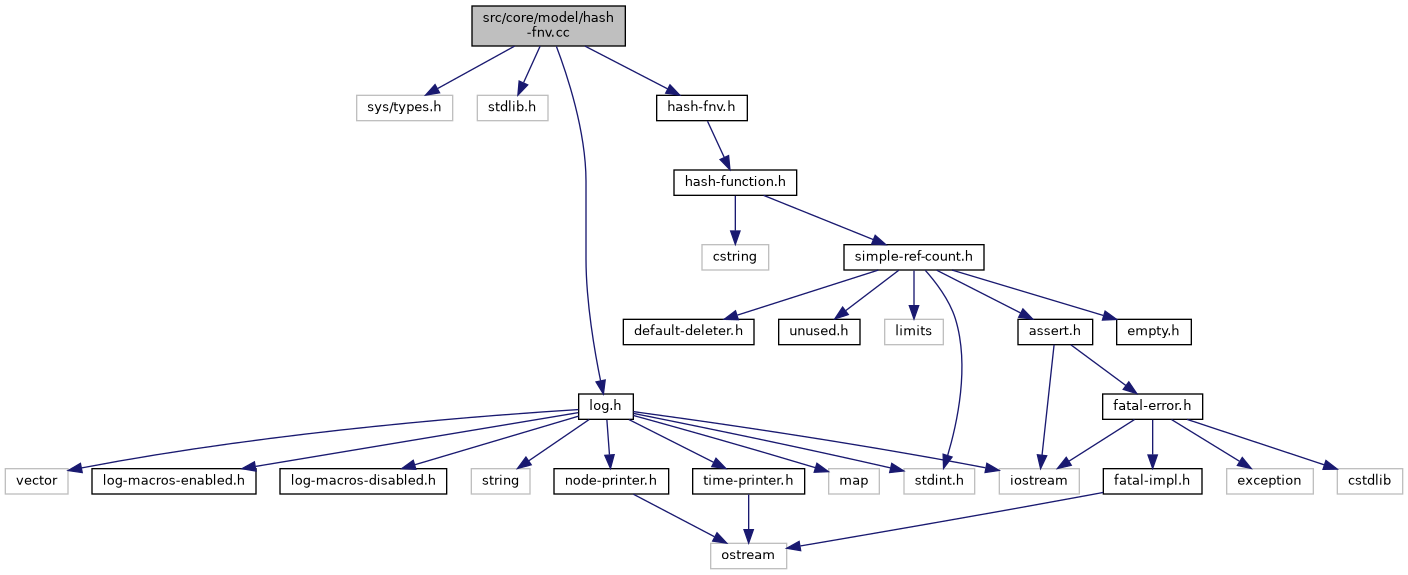 src/core/model/hash
-fnv.cc
sys/types.h
stdlib.h
hash-fnv.h
hash-function.h
cstring
simple-ref-count.h
default-deleter.h
unused.h
limits
assert.h
empty.h
log.h
fatal-error.h
vector
log-macros-enabled.h
log-macros-disabled.h
string
node-printer.h
time-printer.h
map
stdint.h
iostream
fatal-impl.h
exception
cstdlib
ostream